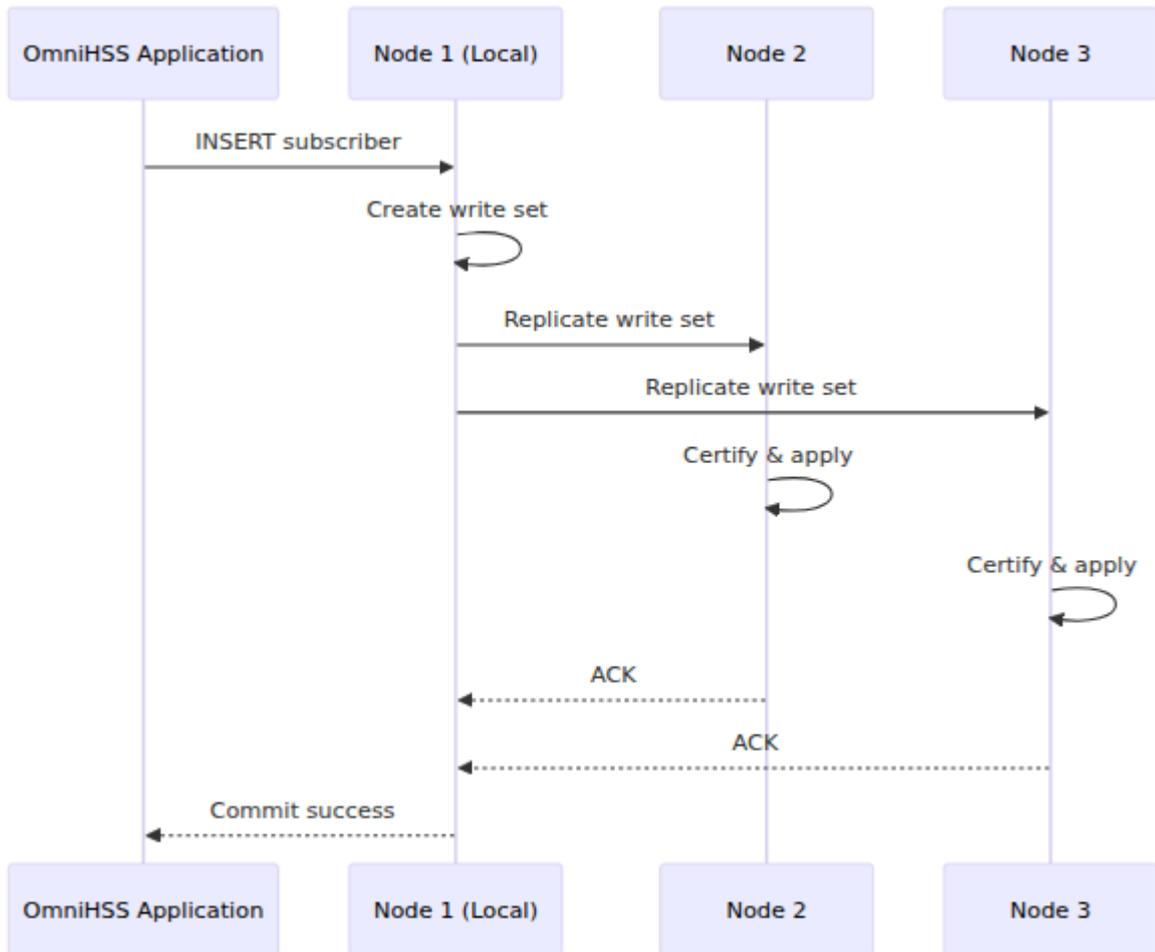 OmniHSS Application
Node 1 (Local)
Node 2
Node 3
INSERT subscriber
Create write set
Replicate write set
Replicate write set
Certify & apply
Certify & apply
ACK
ACK
Commit success
OmniHSS Application
Node 1 (Local)
Node 2
Node 3